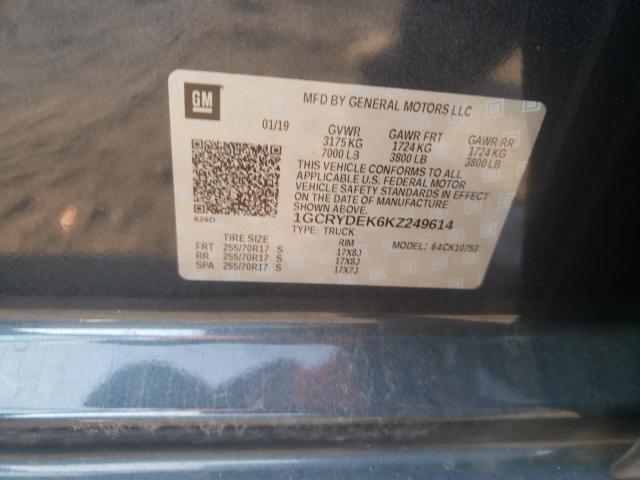 GM
MFD BY GENERAL MOTORS LLC
01/19 GVWR GAWR FRT GAWR RR
3175 KG 1724 KG 1724 KG
7000 LB 3800 LB 3800 LB
THIS VEHICLE CONFORMS TO ALL
APPLICABLE U.S. FEDERAL MOTOR
VEHICLE SAFETY STANDARDS IN EFFECT
ON THE DATE OF MANUFACTURE
SHOWN ABOVE.
626D
1GCRYDEK6KZ249614
TYPE: TRUCK
TIRE SIZE RIM MODEL: 64CK10753
FRT 255/70R17 S 17X8J
RR 255/70R17 S 17X8J
SPA 255/70R17 S 17X7J